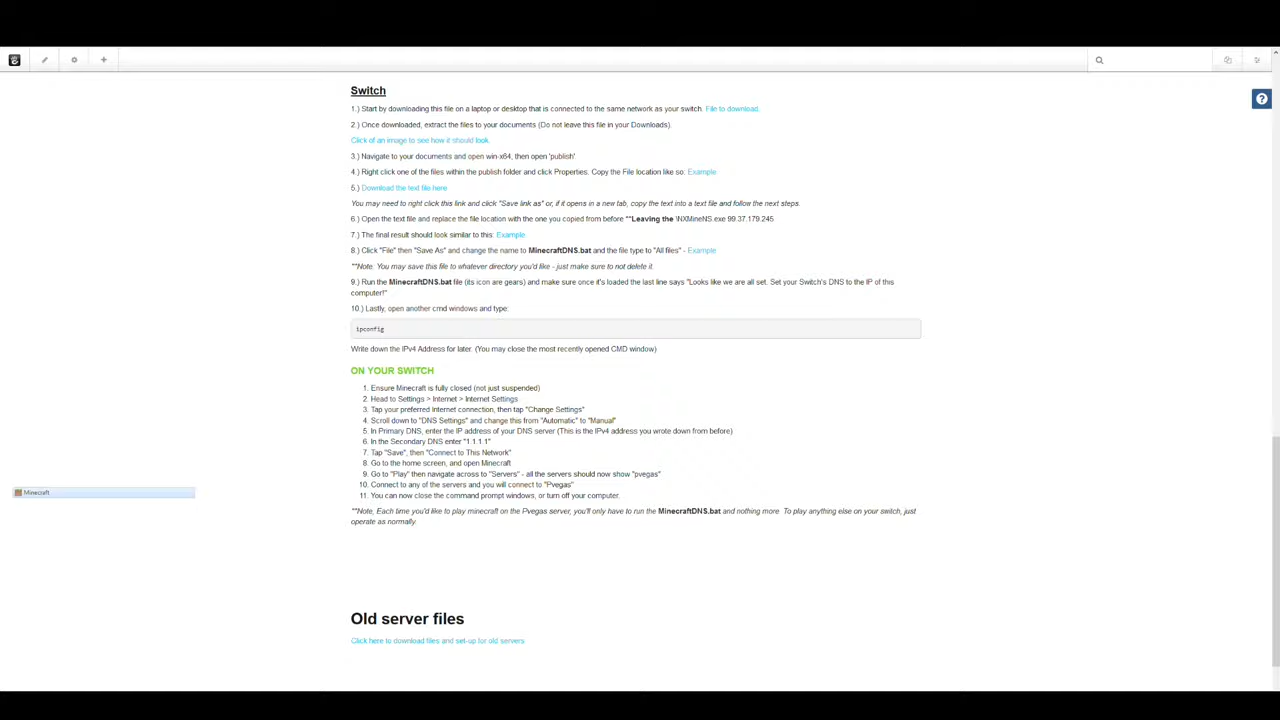 Switch
1.) Start by downloading this file on a laptop or desktop that is connected to the same network as your switch. File to download.
2.) Once downloaded, extract the files to your documents (Do not leave this file in your Downloads).
Click of an image to see how it should look.
3.) Navigate to your documents and open win-x64, then open 'publish'.
4.) Right click one of the files within the publish folder and click Properties. Copy the File location like so: Example
5.) Download the text file here
You may need to right click this link and click "Save link as" or, if it opens in a new tab, copy the text into a text file and follow the next steps.
6.) Open the text file and replace the file location with the one you copied from before **Leaving the \NXMineNS.exe 99.37.179.245
7.) The final result should look similar to this: Example
8.) Click "File" then "Save As" and change the name to MinecraftDNS.bat and the file type to "All files" - Example
**Note. You may save this file to whatever directory you'd like - just make sure to not delete it.
9.) Run the MinecraftDNS.bat file (its icon are gears) and make sure once it's loaded the last line says "Looks like we are all set. Set your Switch's DNS to the IP of this
computer!"
10.) Lastly, open another cmd windows and type:
ipconfig
Write down the IPv4 Address for later. (You may close the most recently opened CMD window)
ON YOUR SWITCH
1. Ensure Minecraft is fully closed (not just suspended)
2. Head to Settings > Internet > Internet Settings
3. Tap your preferred Internet connection, then tap "Change Settings"
4. Scroll down to "DNS Settings" and change this from "Automatic" to "Manual"
5. In Primary DNS, enter the IP address of your DNS server (This is the IPv4 address you wrote down from before)
6. In the Secondary DNS enter "1.1.1.1"
7. Tap "Save", then "Connect to This Network"
8. Go to the home screen, and open Minecraft
9. Go to "Play" then navigate across to "Servers" - all the servers should now show "pvegas"
10. Connect to any of the servers and you will connect to "Pvegas"
Minecraft
11. You can now close the command prompt windows, or turn off your computer.
**Note, Each time you'd like to play minecraft on the Pvegas server, you'll only have to run the MinecraftDNS.bat and nothing more. To play anything else on your switch, just
operate as normally.
Old server files
Click here to download files and set-up for old servers